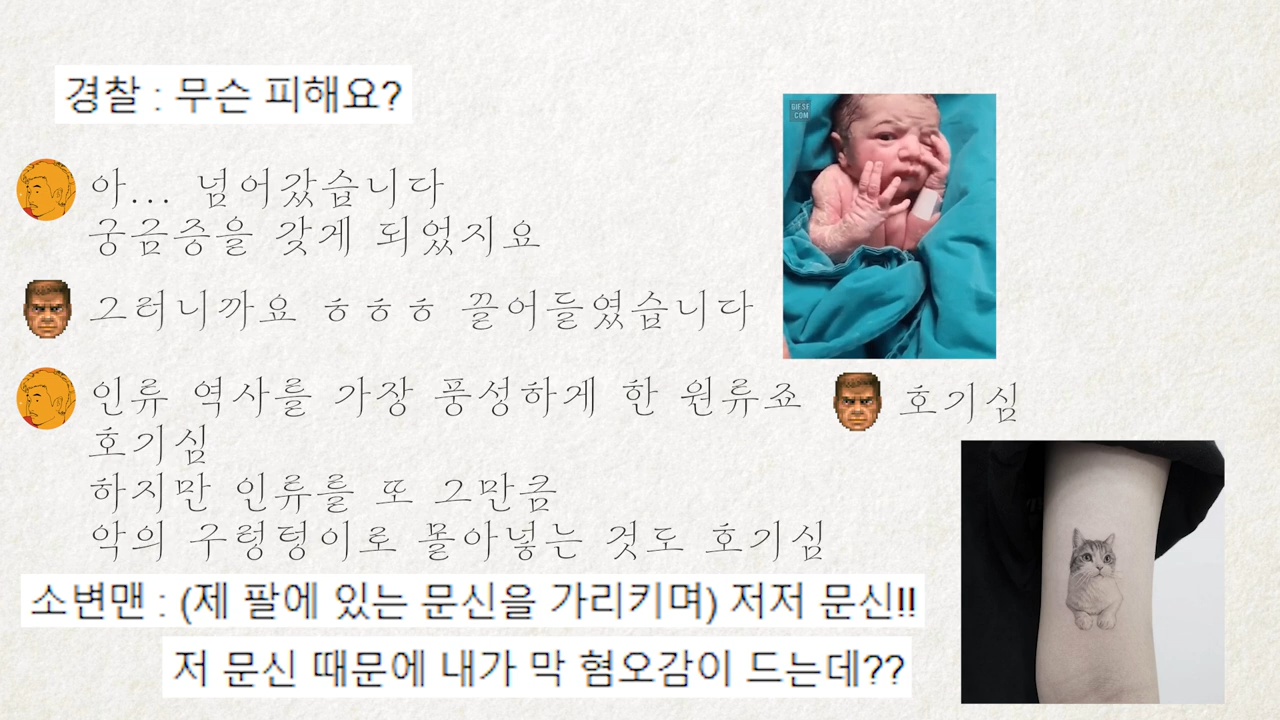 경찰 : 무슨 피해요?
GIF.SF
.COM
아... 넘어갔습니다
궁금증을 갖게 되었지요
그러니까요 ㅎㅎㅎ 끌어들였습니다
인류 역사를 가장 풍성하게 한 원류죠 호기심
호기심
하지만 인류를 또 그만큼
악의 구렁텅이로 몰아넣는 것도 호기심
소변맨 : (제 팔에 있는 문신을 가리키며) 저저 문신!!
저 문신 때문에 내가 막 혐오감이 드는데??